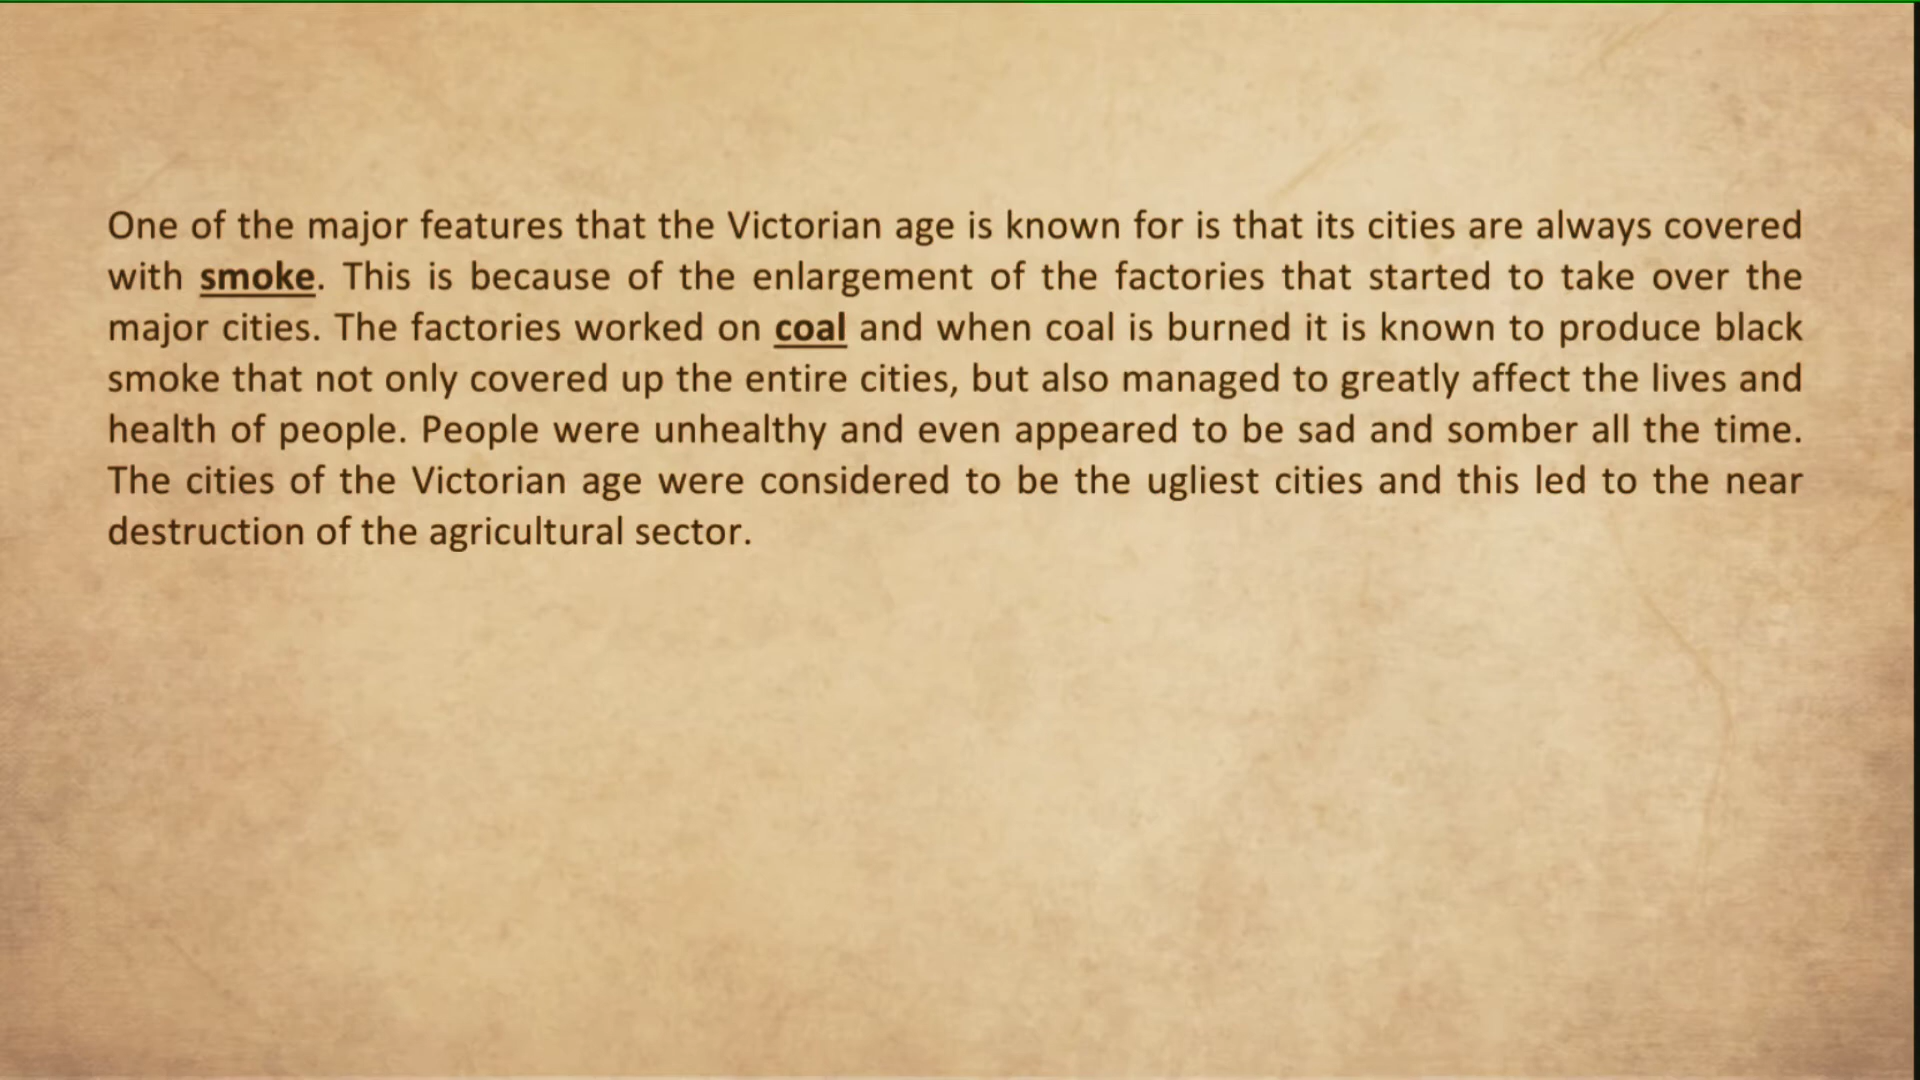 One of the major features that the Victorian age is known for is that its cities are always covered
with smoke. This is because of the enlargement of the factories that started to take over the
major cities. The factories worked on coal and when coal is burned it is known to produce black
smoke that not only covered up the entire cities, but also managed to greatly affect the lives and
health of people. People were unhealthy and even appeared to be sad and somber all the time.
The cities of the Victorian age were considered to be the ugliest cities and this led to the near
destruction of the agricultural sector.